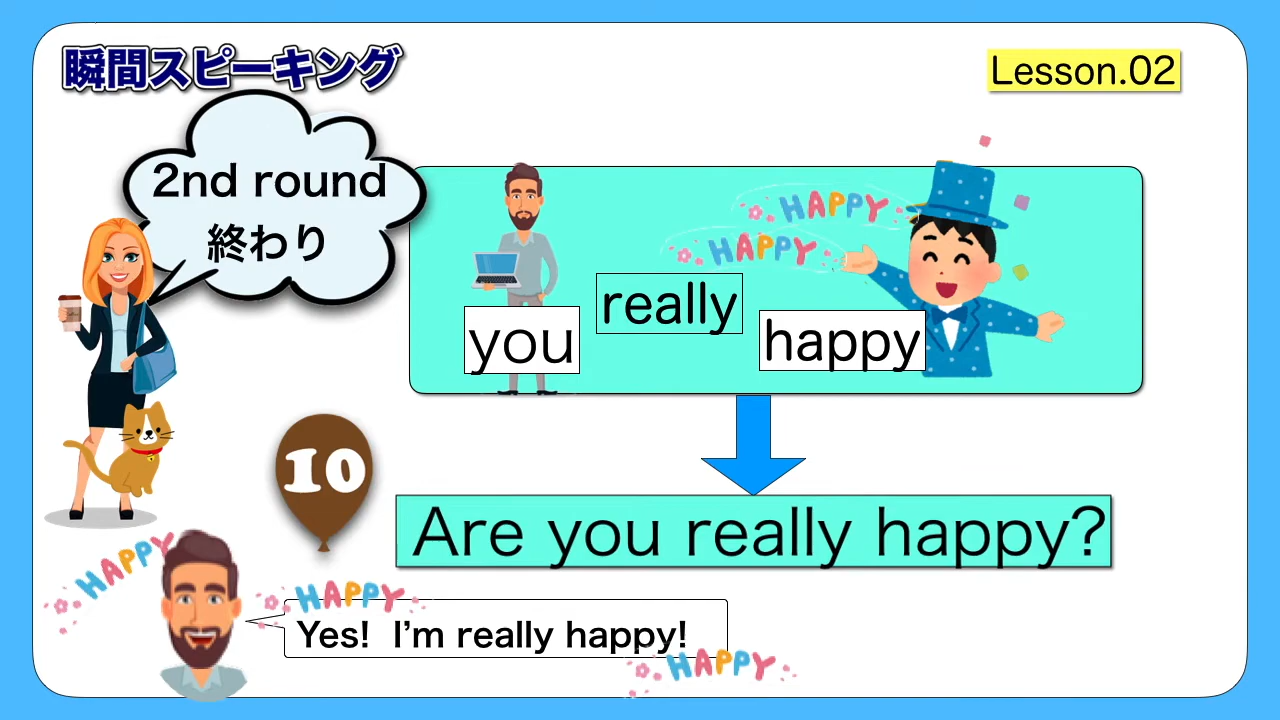 瞬間スピーキング
Lesson.02
2nd round
終わり
HAPPY
HAPPY
you
really
happy
10
Are you really happy?
HAPPY
HAPPY
Yes! I’m really happy!
HAPPY